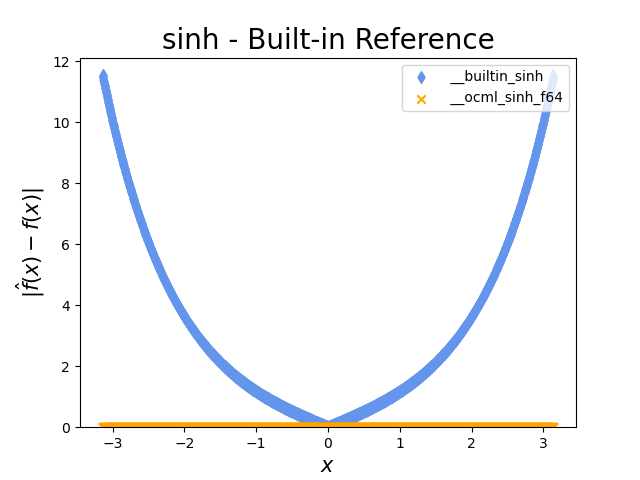 sinh - Built-in Reference
12
10
8
6
4
2
0
|f̂(x) − f(x)|
__builtin_sinh
__ocml_sinh_f64
−3 −2 −1 0 1 2 3
x